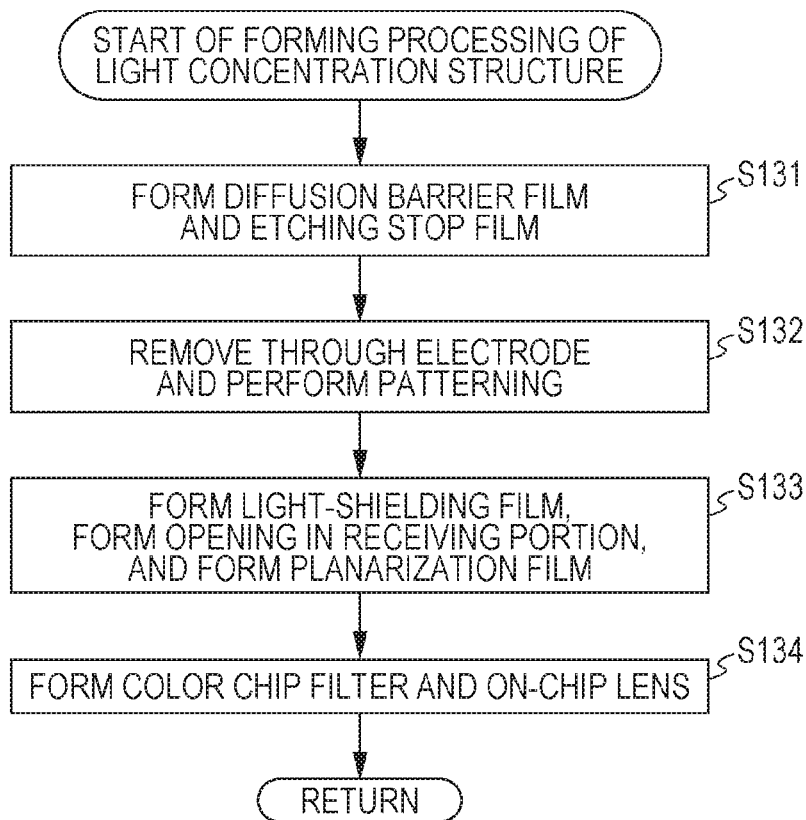 START OF FORMING PROCESSING OF
LIGHT CONCENTRATION STRUCTURE
S131
FORM DIFFUSION BARRIER FILM
AND ETCHING STOP FILM
S132
REMOVE THROUGH ELECTRODE
AND PERFORM PATTERNING
S133
FORM LIGHT-SHIELDING FILM,
FORM OPENING IN RECEIVING PORTION,
AND FORM PLANARIZATION FILM
S134
FORM COLOR CHIP FILTER AND ON-CHIP LENS
RETURN